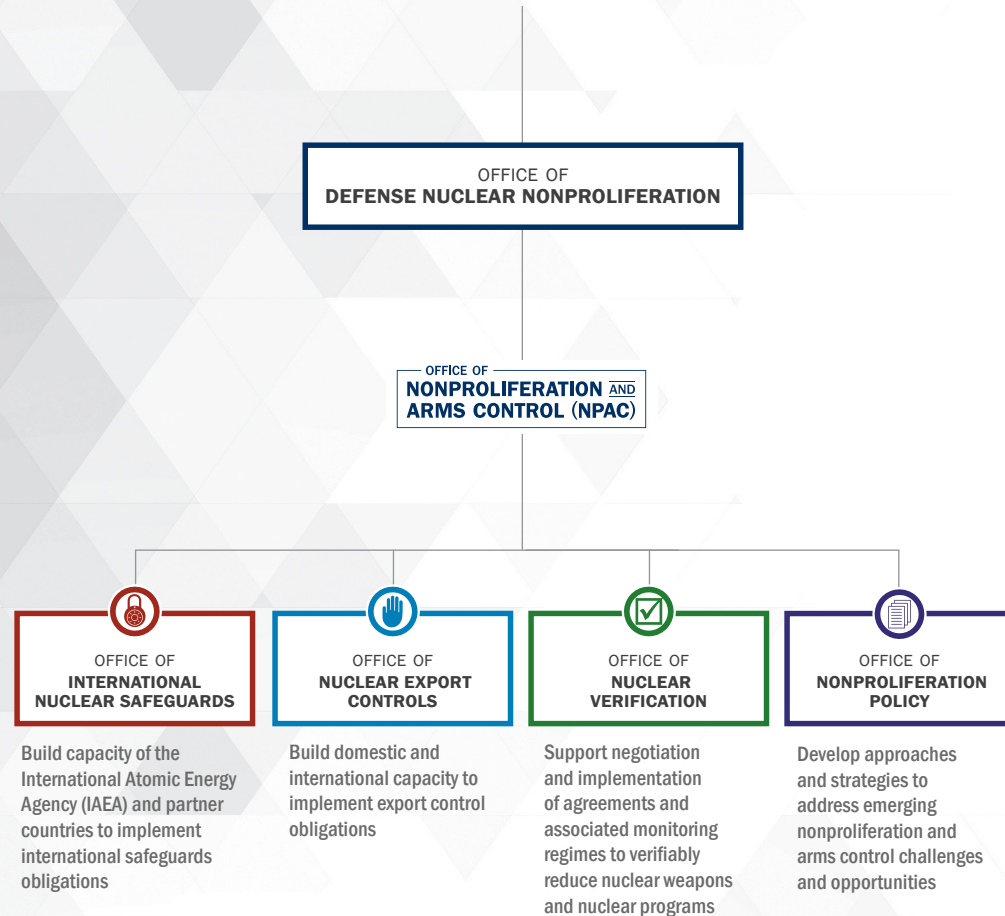 OFFICE OF
DEFENSE NUCLEAR NONPROLIFERATION
OFFICE OF
NONPROLIFERATION AND
ARMS CONTROL (NPAC)
OFFICE OF
INTERNATIONAL
NUCLEAR SAFEGUARDS
Build capacity of the
International Atomic Energy
Agency (IAEA) and partner
countries to implement
international safeguards
obligations
OFFICE OF
NUCLEAR EXPORT
CONTROLS
Build domestic and
international capacity to
implement export control
obligations
OFFICE OF
NUCLEAR
VERIFICATION
Support negotiation
and implementation
of agreements and
associated monitoring
regimes to verifiably
reduce nuclear weapons
and nuclear programs
OFFICE OF
NONPROLIFERATION
POLICY
Develop approaches
and strategies to
address emerging
nonproliferation and
arms control challenges
and opportunities